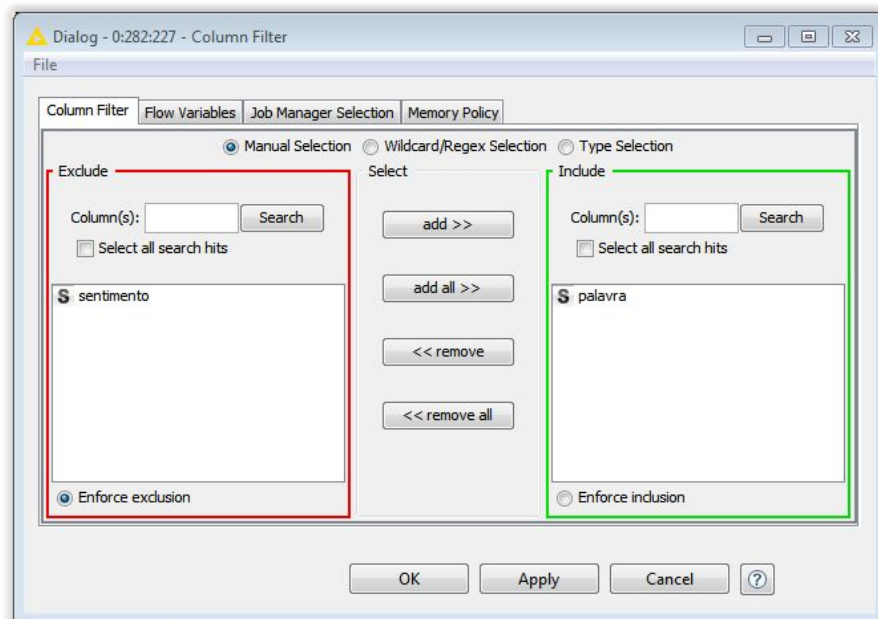 Dialog - 0:282:227 - Column Filter
File
Column Filter Flow Variables Job Manager Selection Memory Policy
Manual Selection Wildcard/Regex Selection Type Selection
Exclude Select Include
Column(s): Search add >> Column(s): Search
Select all search hits Select all search hits
add all >>
S sentimento S palavra
<< remove
<< remove all
Enforce exclusion Enforce inclusion
OK Apply Cancel ?